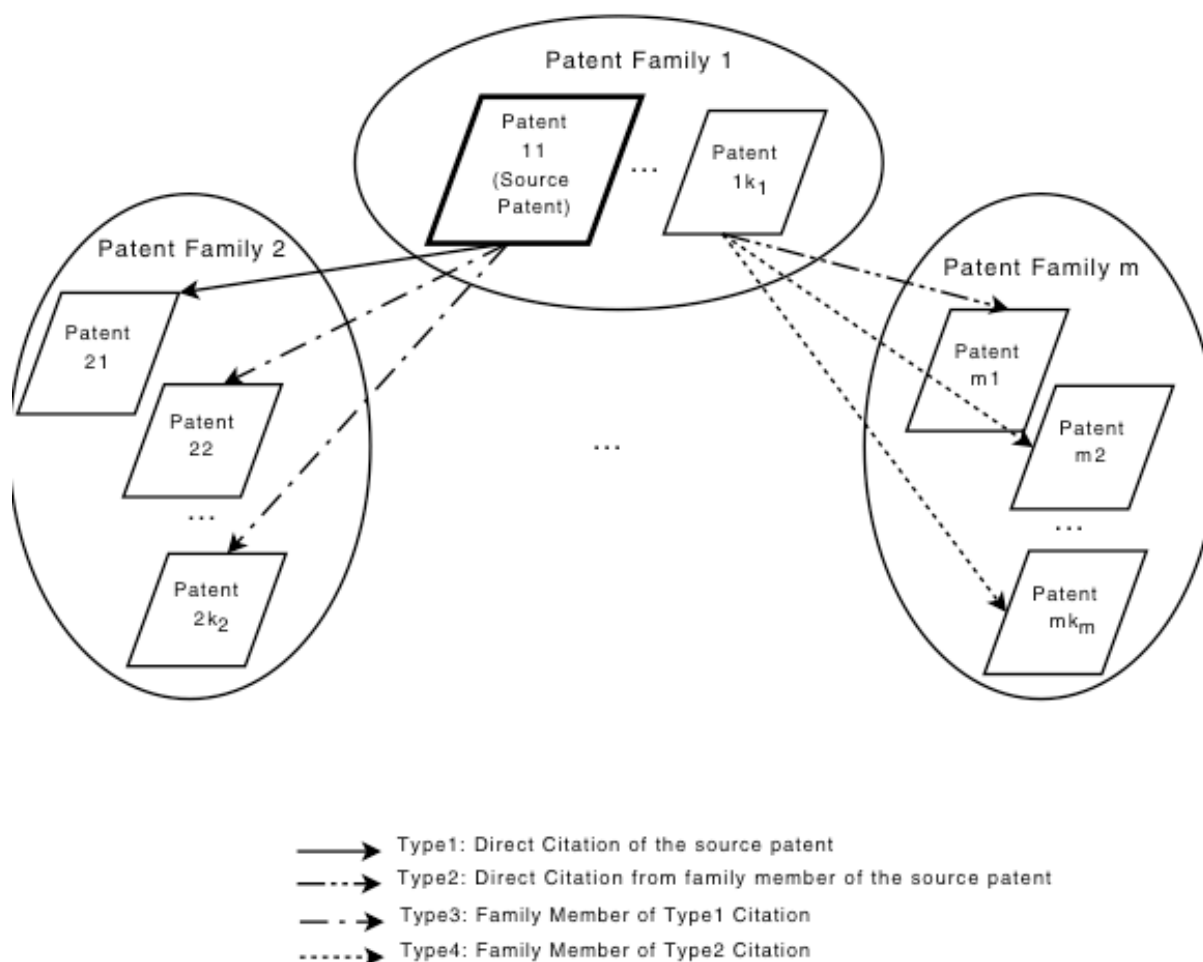 Patent Family 1
Patent
11
(Source
Patent)
...
Patent
1k₁
Patent Family 2
Patent
21
Patent
22
...
Patent
2k₂
...
Patent Family m
Patent
m1
Patent
m2
...
Patent
mkₘ
Type1: Direct Citation of the source patent
Type2: Direct Citation from family member of the source patent
Type3: Family Member of Type1 Citation
Type4: Family Member of Type2 Citation